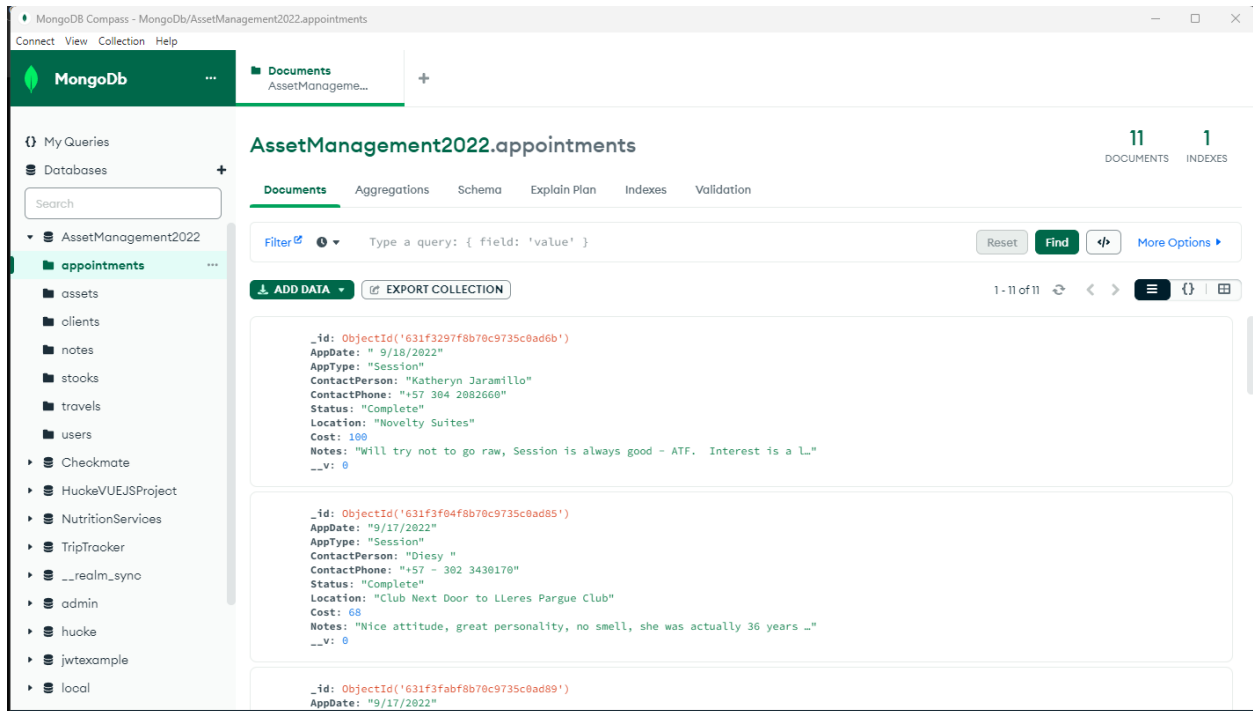 MongoDB Compass - MongoDb/AssetManagement2022.appointments
Connect View Collection Help
MongoDb ...
Documents
AssetManageme...
+
{} My Queries
Databases +
Search
AssetManagement2022
appointments ...
assets
clients
notes
stocks
travels
users
Checkmate
HuckeVUEJSProject
NutritionServices
TripTracker
__realm_sync
admin
hucke
jwtexample
local
AssetManagement2022.appointments
11
DOCUMENTS
1
INDEXES
Documents Aggregations Schema Explain Plan Indexes Validation
Filter Type a query: { field: 'value' } Reset Find </> More Options
ADD DATA EXPORT COLLECTION 1 - 11 of 11 < > {}
_id: ObjectId('631f3297f8b70c9735c0ad6b')
AppDate: " 9/18/2022"
AppType: "Session"
ContactPerson: "Katheryn Jaramillo"
ContactPhone: "+57 304 2082660"
Status: "Complete"
Location: "Novelty Suites"
Cost: 100
Notes: "Will try not to go raw, Session is always good - ATF.  Interest is a l…"
__v: 0
_id: ObjectId('631f3f04f8b70c9735c0ad85')
AppDate: "9/17/2022"
AppType: "Session"
ContactPerson: "Diesy "
ContactPhone: "+57 - 302 3430170"
Status: "Complete"
Location: "Club Next Door to LLeres Pargue Club"
Cost: 68
Notes: "Nice attitude, great personality, no smell, she was actually 36 years …"
__v: 0
_id: ObjectId('631f3fabf8b70c9735c0ad89')
AppDate: "9/17/2022"